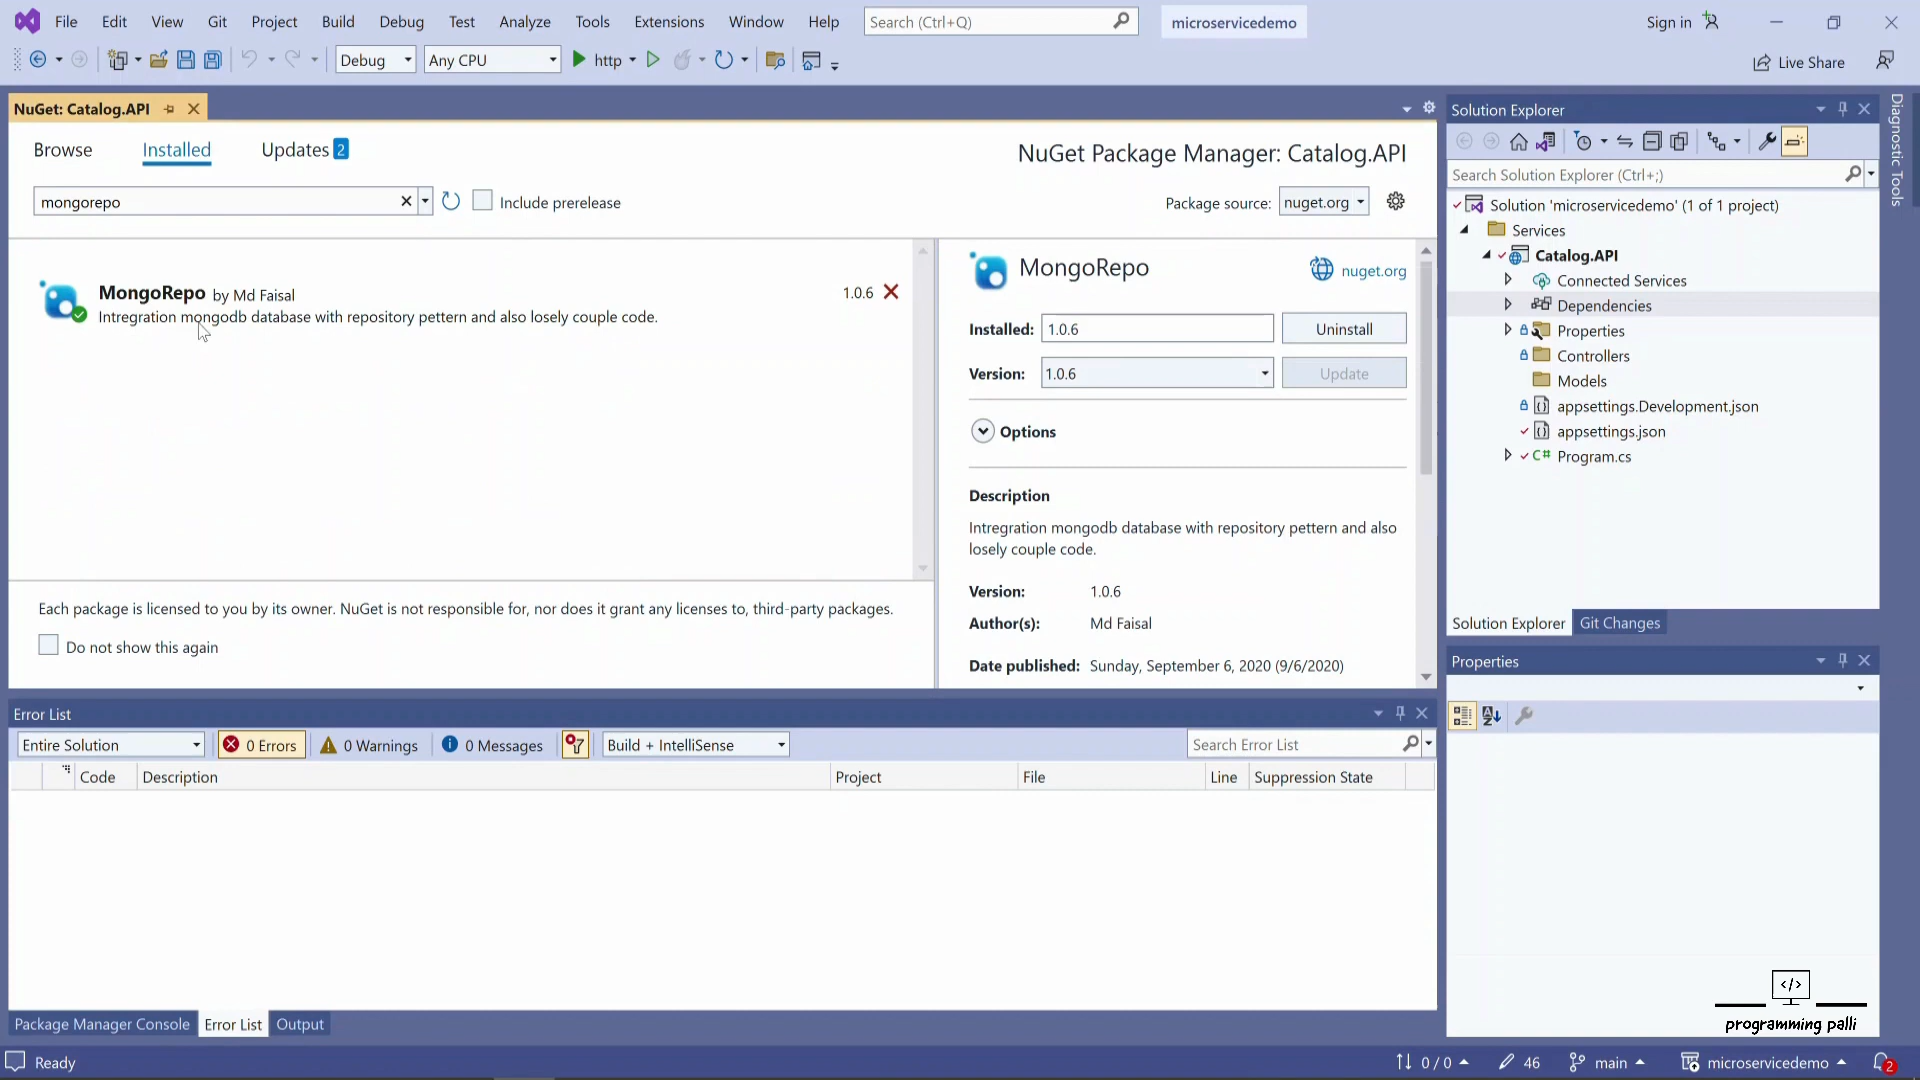 File Edit View Git Project Build Debug Test Analyze Tools Extensions Window Help Search (Ctrl+Q) microservicedemo Sign in
Debug Any CPU http Live Share
NuGet: Catalog.API
Browse Installed Updates 2
NuGet Package Manager: Catalog.API
mongorepo Include prerelease Package source: nuget.org
MongoRepo by Md Faisal 1.0.6
Intregration mongodb database with repository pettern and also losely couple code.
Each package is licensed to you by its owner. NuGet is not responsible for, nor does it grant any licenses to, third-party packages.
Do not show this again
MongoRepo nuget.org
Installed: 1.0.6 Uninstall
Version: 1.0.6 Update
Options
Description
Intregration mongodb database with repository pettern and also
losely couple code.
Version: 1.0.6
Author(s): Md Faisal
Date published: Sunday, September 6, 2020 (9/6/2020)
Solution Explorer
Search Solution Explorer (Ctrl+;)
Solution 'microservicedemo' (1 of 1 project)
Services
Catalog.API
Connected Services
Dependencies
Properties
Controllers
Models
appsettings.Development.json
appsettings.json
C# Program.cs
Solution Explorer Git Changes
Diagnostic Tools
Properties
Error List
Entire Solution 0 Errors 0 Warnings 0 Messages Build + IntelliSense Search Error List
Code Description Project File Line Suppression State
Package Manager Console Error List Output
</>
programming palli
Ready 0 / 0 46 main microservicedemo 2